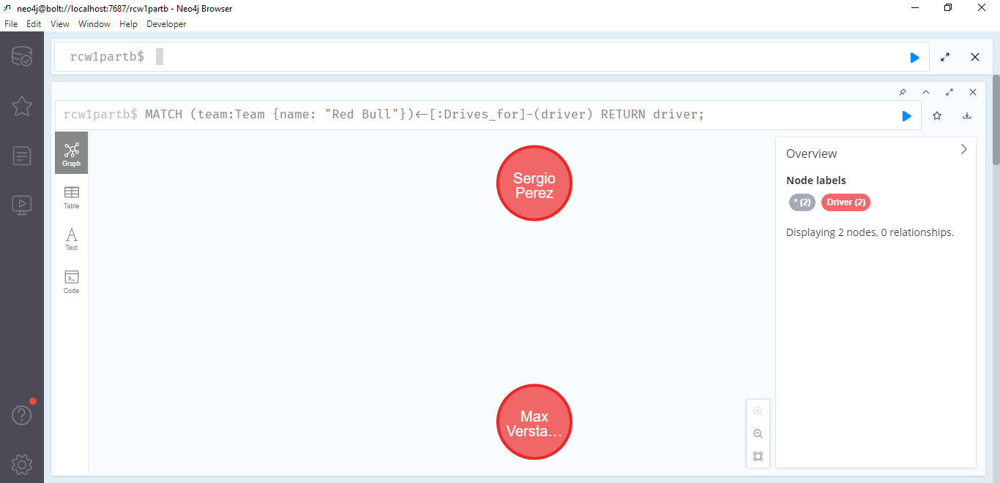 neo4j@bolt://localhost:7687/rcw1partb - Neo4j Browser
File Edit View Window Help Developer
rcw1partb$
rcw1partb$ MATCH (team:Team {name: "Red Bull"})<-[:Drives_for]-(driver) RETURN driver;
Graph
Table
Text
Code
Sergio
Perez
Max
Versta...
Overview
Node labels
* (2) Driver (2)
Displaying 2 nodes, 0 relationships.